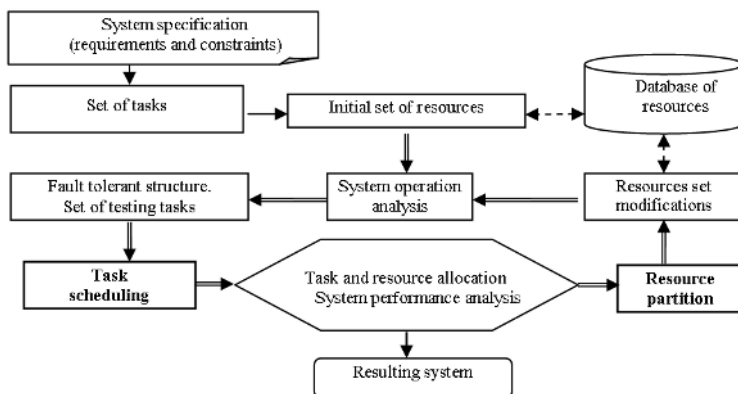 System specification
(requirements and constraints)
Set of tasks
Initial set of resources
Database of
resources
Fault tolerant structure.
Set of testing tasks
System operation
analysis
Resources set
modifications
Task
scheduling
Task and resource allocation
System performance analysis
Resource
partition
Resulting system